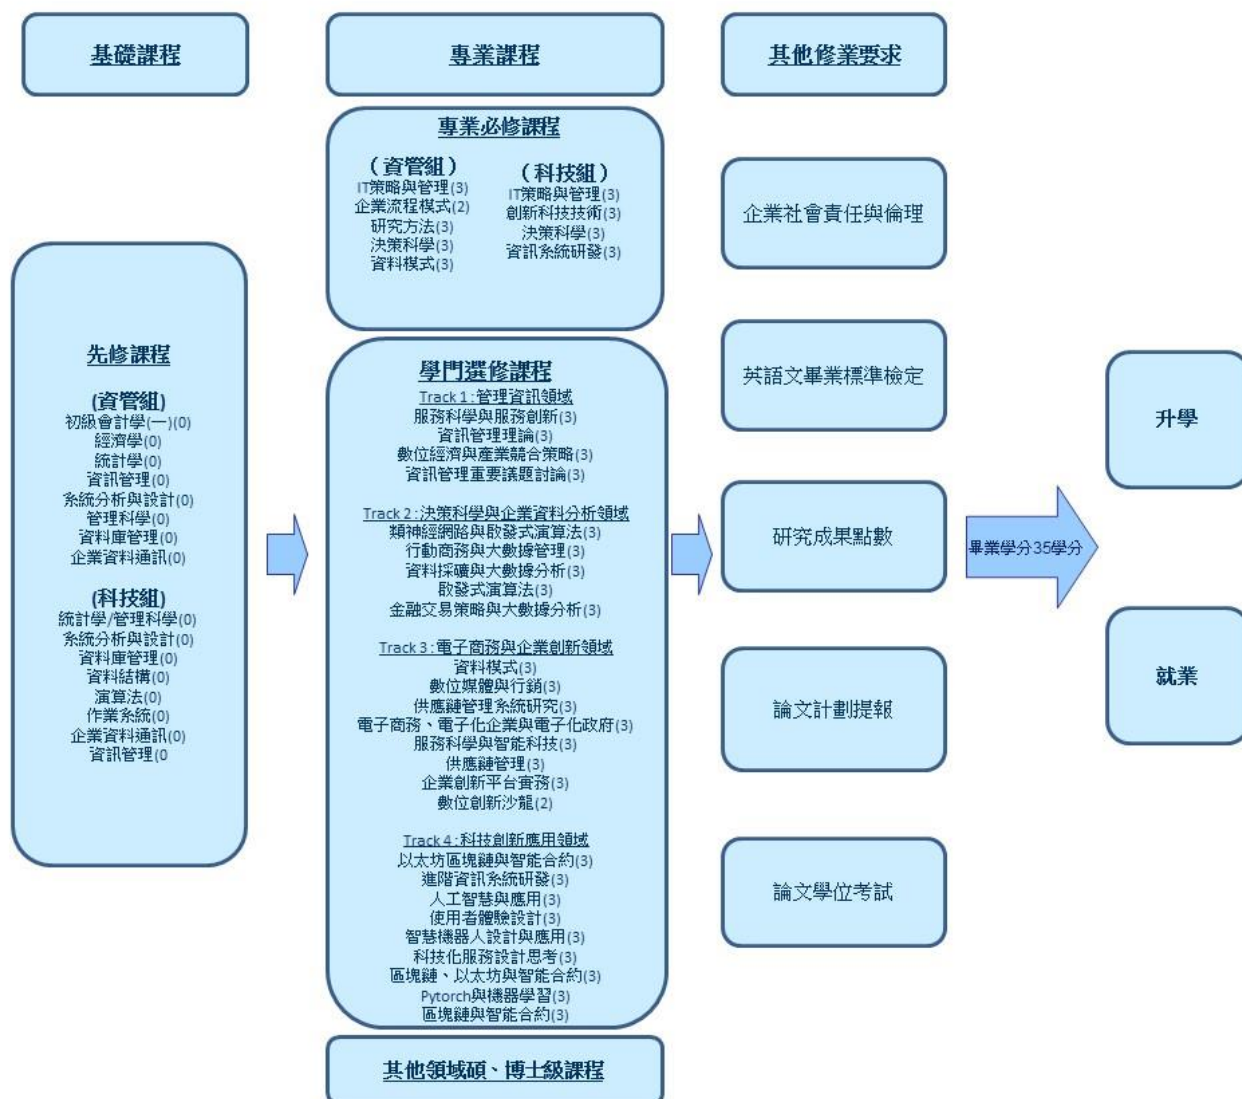 基礎課程
先修課程
(資管組)
初級會計學(一)(0)
經濟學(0)
統計學(0)
資訊管理(0)
系統分析與設計(0)
管理科學(0)
資料庫管理(0)
企業資料通訊(0)
(科技組)
統計學/管理科學(0)
系統分析與設計(0)
資料庫管理(0)
資料結構(0)
演算法(0)
作業系統(0)
企業資料通訊(0)
資訊管理(0
專業課程
專業必修課程
(資管組)
IT策略與管理(3)
企業流程模式(2)
研究方法(3)
決策科學(3)
資料模式(3)
(科技組)
IT策略與管理(3)
創新科技技術(3)
決策科學(3)
資訊系統研發(3)
學門選修課程
Track 1:管理資訊領域
服務科學與服務創新(3)
資訊管理理論(3)
數位經濟與產業競合策略(3)
資訊管理重要議題討論(3)
Track 2:決策科學與企業資料分析領域
類神經網路與啟發式演算法(3)
行動商務與大數據管理(3)
資料採礦與大數據分析(3)
啟發式演算法(3)
金融交易策略與大數據分析(3)
Track 3:電子商務與企業創新領域
資料模式(3)
數位媒體與行銷(3)
供應鏈管理系統研究(3)
電子商務、電子化企業與電子化政府(3)
服務科學與智能科技(3)
供應鏈管理(3)
企業創新平台實務(3)
數位創新沙龍(2)
Track 4:科技創新應用領域
以太坊區塊鏈與智能合約(3)
進階資訊系統研發(3)
人工智慧與應用(3)
使用者體驗設計(3)
智慧機器人設計與應用(3)
科技化服務設計思考(3)
區塊鏈、以太坊與智能合約(3)
Pytorch與機器學習(3)
區塊鏈與智能合約(3)
其他領域碩、博士級課程
其他修業要求
企業社會責任與倫理
英語文畢業標準檢定
研究成果點數
論文計劃提報
論文學位考試
畢業學分35學分
升學
就業